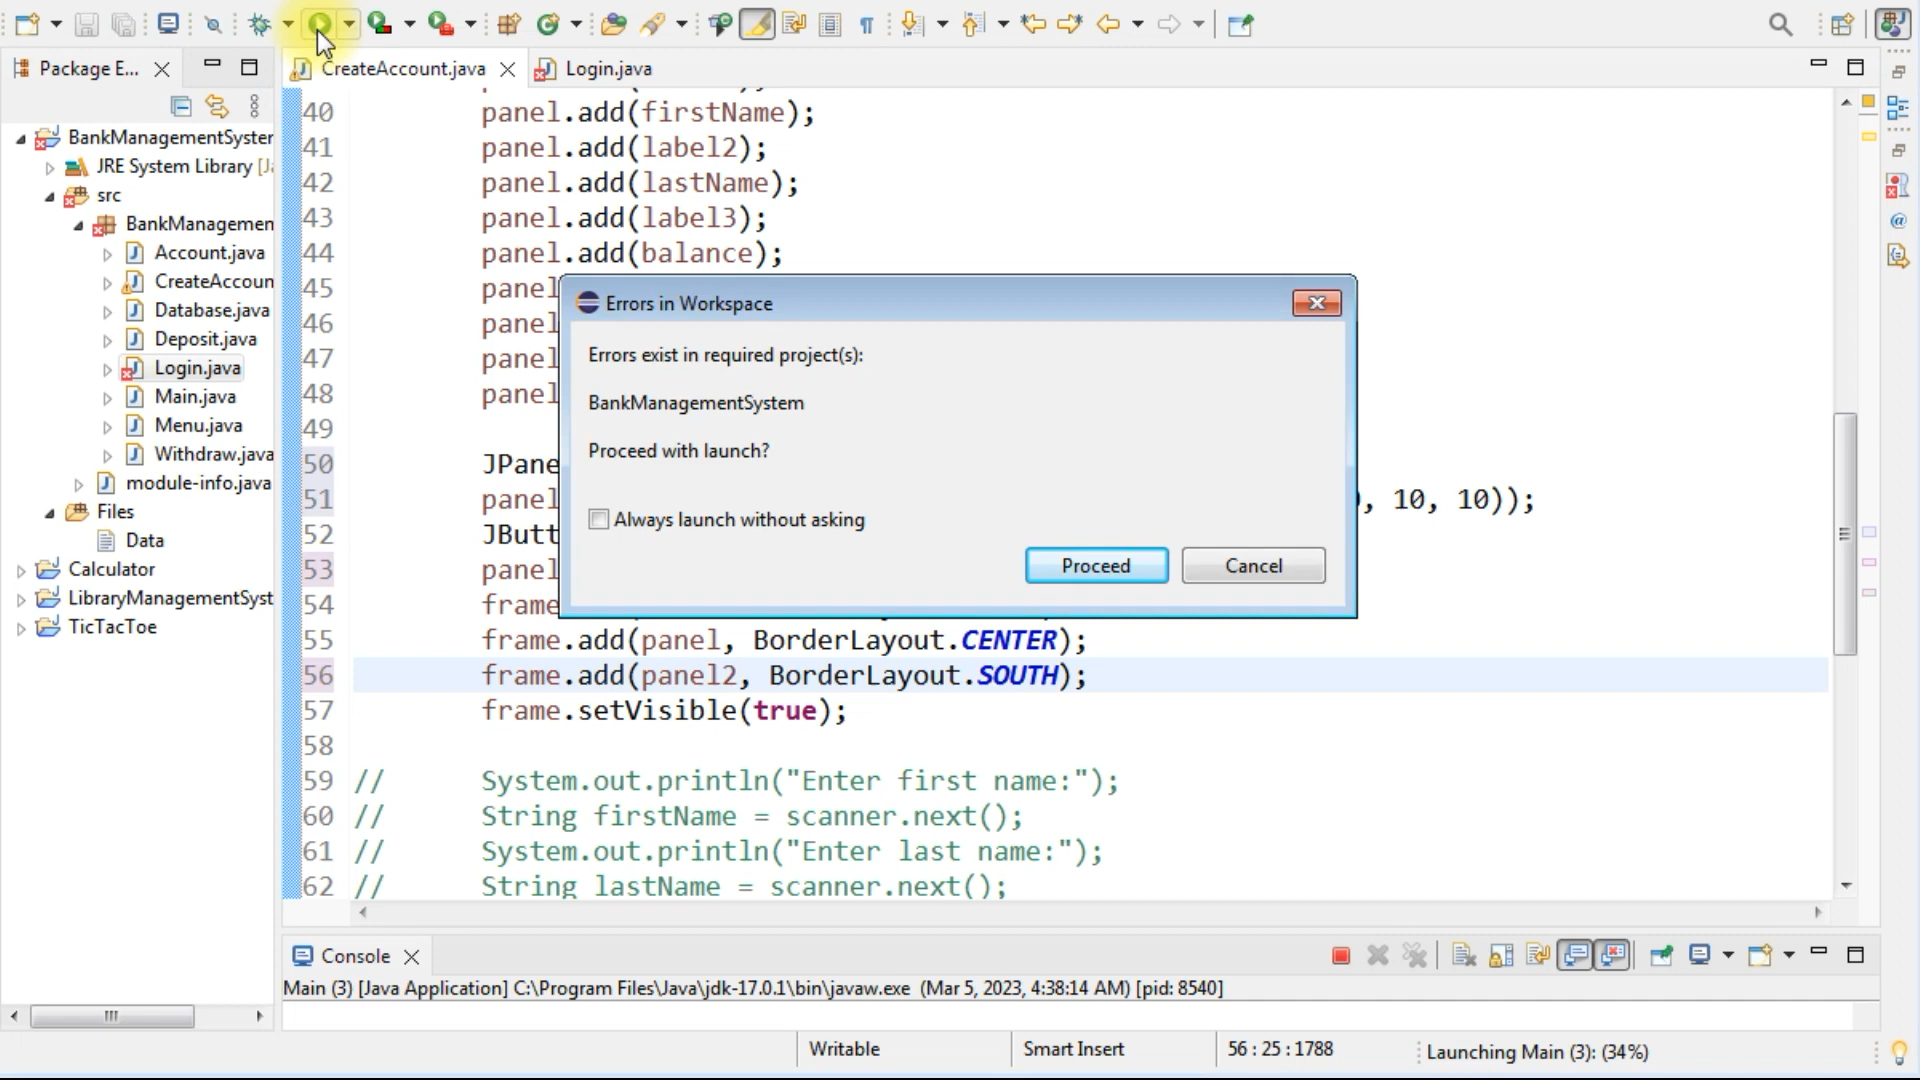 Package E...
CreateAccount.java
Login.java
BankManagementSyster
JRE System Library [Ja
src
BankManagemen
Account.java
CreateAccoun
Database.java
Deposit.java
Login.java
Main.java
Menu.java
Withdraw.java
module-info.java
Files
Data
Calculator
LibraryManagementSyst
TicTacToe
40 panel.add(firstName);
41 panel.add(label2);
42 panel.add(lastName);
43 panel.add(label3);
44 panel.add(balance);
45 panel
46 panel
47 panel
48 panel
49
50 JPane
51 panel , 10, 10));
52 JButt
53 panel
54 frame
55 frame.add(panel, BorderLayout.CENTER);
56 frame.add(panel2, BorderLayout.SOUTH);
57 frame.setVisible(true);
58
59 // System.out.println("Enter first name:");
60 // String firstName = scanner.next();
61 // System.out.println("Enter last name:");
62 // String lastName = scanner.next();
Errors in Workspace
Errors exist in required project(s):
BankManagementSystem
Proceed with launch?
Always launch without asking
Proceed
Cancel
Console
Main (3) [Java Application] C:\Program Files\Java\jdk-17.0.1\bin\javaw.exe (Mar 5, 2023, 4:38:14 AM) [pid: 8540]
Writable
Smart Insert
56 : 25 : 1788
Launching Main (3): (34%)